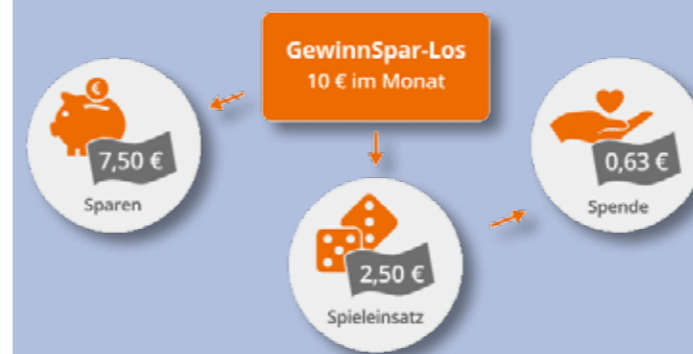 GewinnSpar-Los
10 € im Monat
€
7,50 €
Sparen
2,50 €
Spieleinsatz
0,63 €
Spende